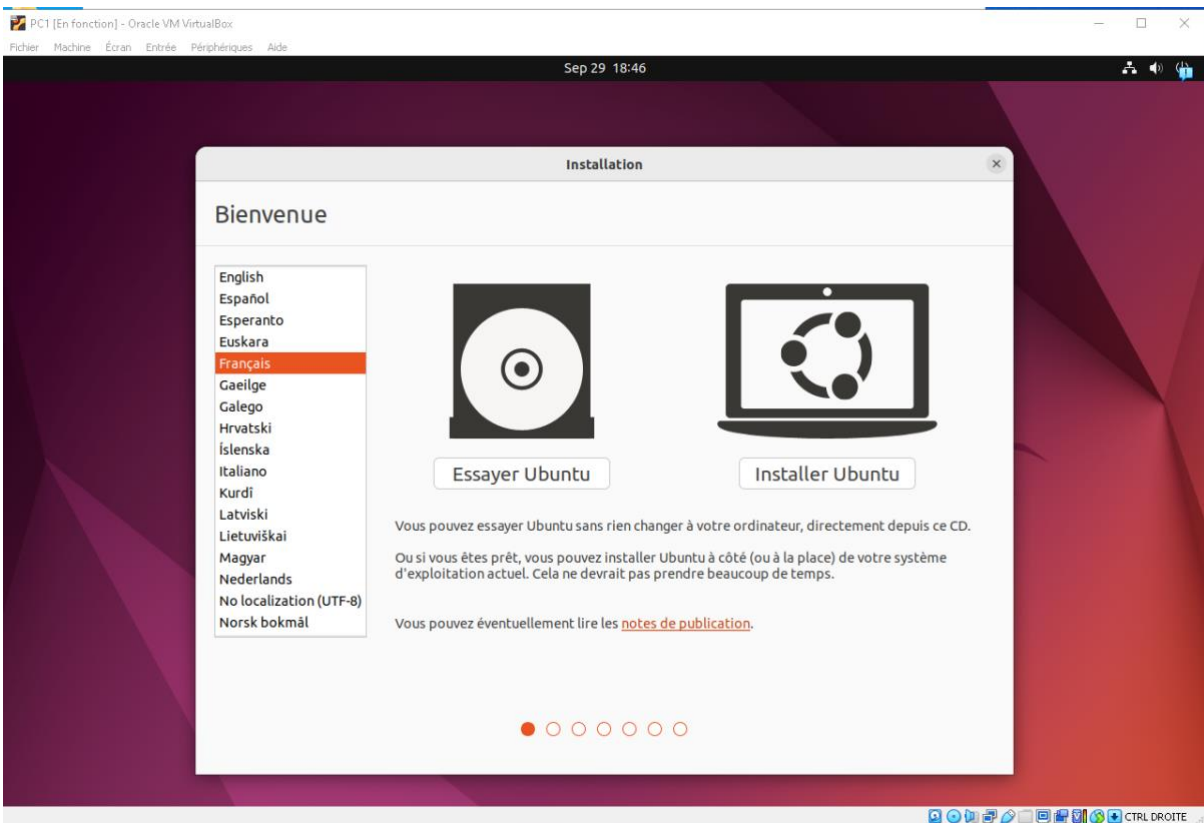 PC1 [En fonction] - Oracle VM VirtualBox
Fichier Machine Écran Entrée Périphériques Aide
Sep 29 18:46
Installation
Bienvenue
English
Español
Esperanto
Euskara
Français
Gaeilge
Galego
Hrvatski
Íslenska
Italiano
Kurdî
Latviski
Lietuviškai
Magyar
Nederlands
No localization (UTF-8)
Norsk bokmål
Essayer Ubuntu
Installer Ubuntu
Vous pouvez essayer Ubuntu sans rien changer à votre ordinateur, directement depuis ce CD.
Ou si vous êtes prêt, vous pouvez installer Ubuntu à côté (ou à la place) de votre système
d'exploitation actuel. Cela ne devrait pas prendre beaucoup de temps.
Vous pouvez éventuellement lire les notes de publication.
CTRL DROITE